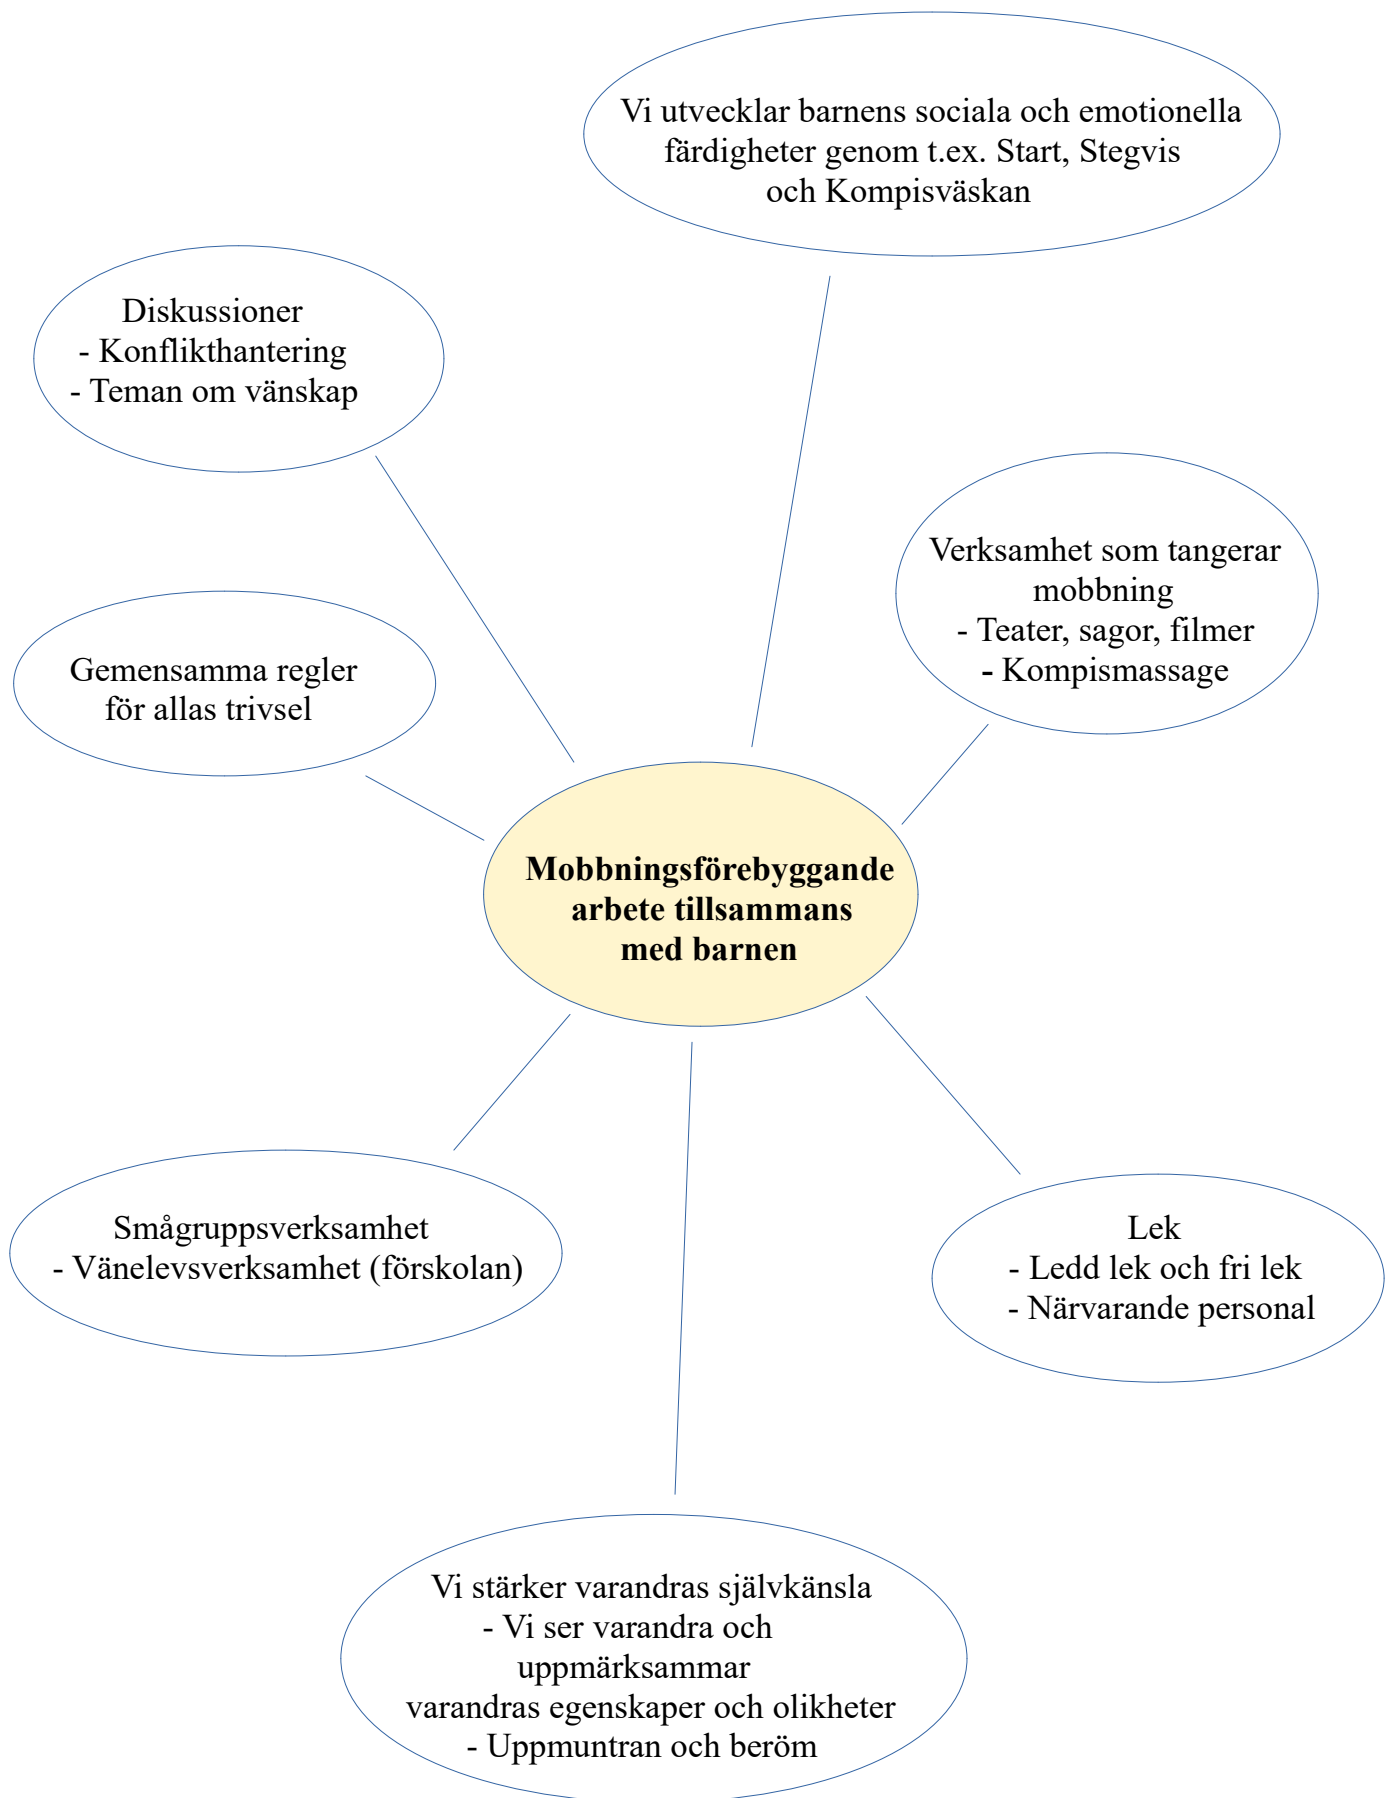 Vi utvecklar barnens sociala och emotionella
färdigheter genom t.ex. Start, Stegvis
och Kompisväskan
Diskussioner
- Konflikthantering
- Teman om vänskap
Verksamhet som tangerar
mobbning
- Teater, sagor, filmer
- Kompismassage
Gemensamma regler
för allas trivsel
Mobbningsförebyggande
arbete tillsammans
med barnen
Smågruppsverksamhet
- Vänelevsverksamhet (förskolan)
Lek
- Ledd lek och fri lek
- Närvarande personal
Vi stärker varandras självkänsla
- Vi ser varandra och
uppmärksammar
varandras egenskaper och olikheter
- Uppmuntran och beröm